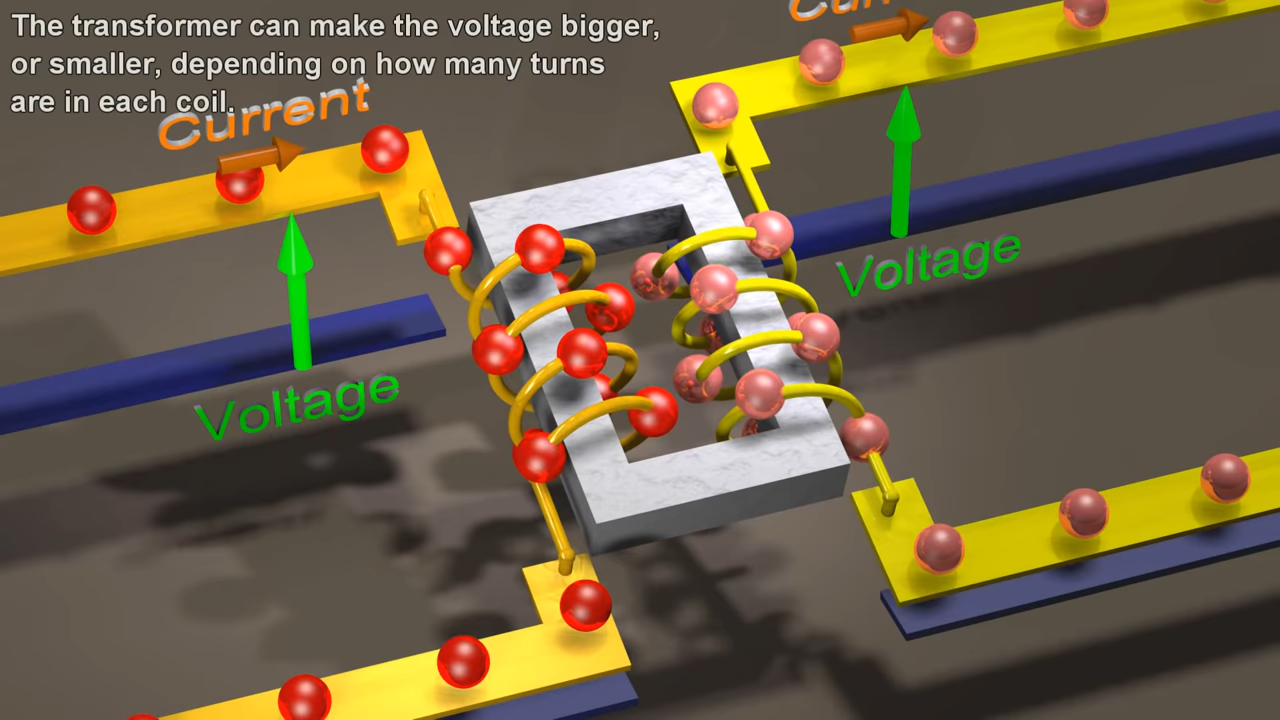 The transformer can make the voltage bigger,
or smaller, depending on how many turns
are in each coil.
Current
Voltage
Voltage